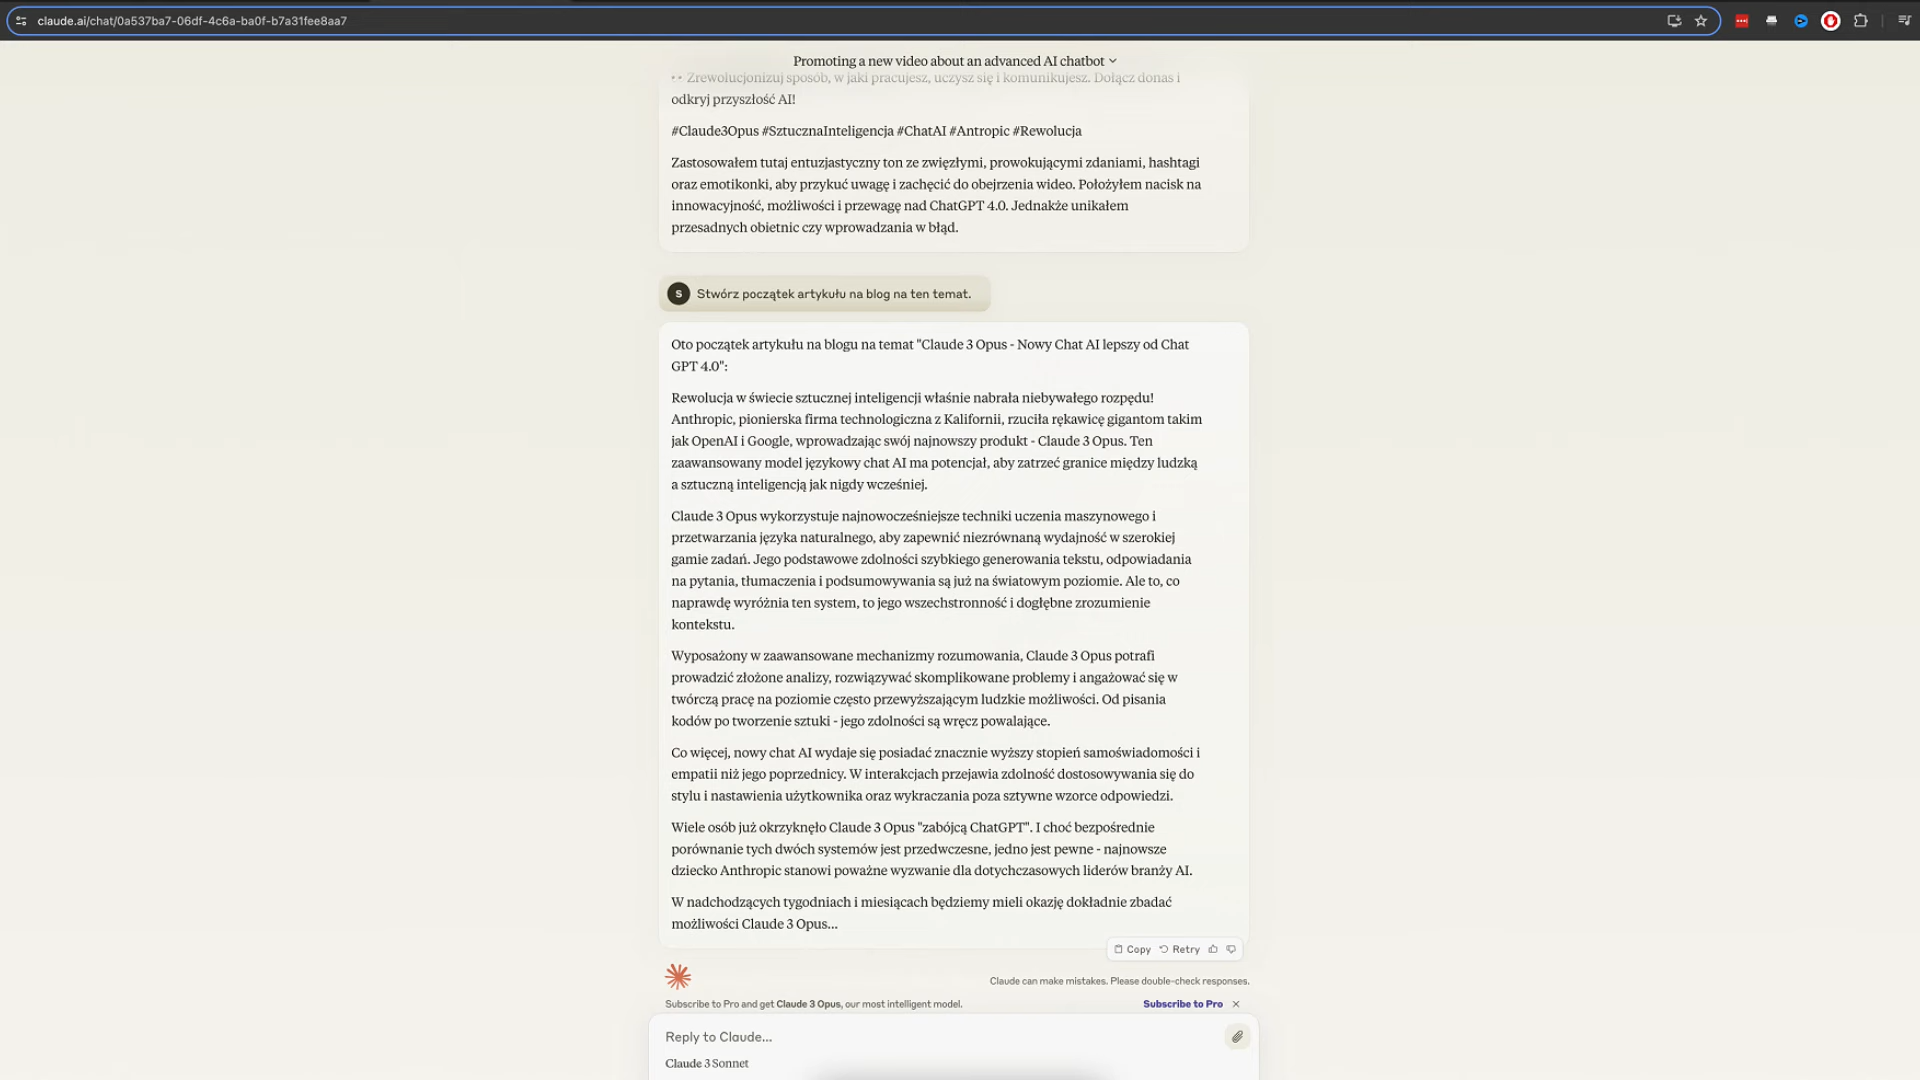 claude.ai/chat/0a537ba7-06df-4c6a-ba0f-b7a31fee8aa7
Promoting a new video about an advanced AI chatbot
Zrewolucjonizuj sposób, w jaki pracujesz, uczysz się i komunikujesz. Dołącz donas i
odkryj przyszłość AI!
#Claude3Opus #SztucznaInteligencja #ChatAI #Antropic #Rewolucja
Zastosowałem tutaj entuzjastyczny ton ze zwięzłymi, prowokującymi zdaniami, hashtagi
oraz emotikonki, aby przykuć uwagę i zachęcić do obejrzenia wideo. Położyłem nacisk na
innowacyjność, możliwości i przewagę nad ChatGPT 4.0. Jednakże unikałem
przesadnych obietnic czy wprowadzania w błąd.
S Stwórz początek artykułu na blog na ten temat.
Oto początek artykułu na blogu na temat "Claude 3 Opus - Nowy Chat AI lepszy od Chat
GPT 4.0":
Rewolucja w świecie sztucznej inteligencji właśnie nabrała niebywałego rozpędu!
Anthropic, pionierska firma technologiczna z Kalifornii, rzuciła rękawicę gigantom takim
jak OpenAI i Google, wprowadzając swój najnowszy produkt - Claude 3 Opus. Ten
zaawansowany model językowy chat AI ma potencjał, aby zatrzeć granice między ludzką
a sztuczną inteligencją jak nigdy wcześniej.
Claude 3 Opus wykorzystuje najnowocześniejsze techniki uczenia maszynowego i
przetwarzania języka naturalnego, aby zapewnić niezrównaną wydajność w szerokiej
gamie zadań. Jego podstawowe zdolności szybkiego generowania tekstu, odpowiadania
na pytania, tłumaczenia i podsumowywania są już na światowym poziomie. Ale to, co
naprawdę wyróżnia ten system, to jego wszechstronność i dogłębne zrozumienie
kontekstu.
Wyposażony w zaawansowane mechanizmy rozumowania, Claude 3 Opus potrafi
prowadzić złożone analizy, rozwiązywać skomplikowane problemy i angażować się w
twórczą pracę na poziomie często przewyższającym ludzkie możliwości. Od pisania
kodów po tworzenie sztuki - jego zdolności są wręcz powalające.
Co więcej, nowy chat AI wydaje się posiadać znacznie wyższy stopień samoświadomości i
empatii niż jego poprzednicy. W interakcjach przejawia zdolność dostosowywania się do
stylu i nastawienia użytkownika oraz wykraczania poza sztywne wzorce odpowiedzi.
Wiele osób już okrzyknęło Claude 3 Opus "zabójcą ChatGPT". I choć bezpośrednie
porównanie tych dwóch systemów jest przedwczesne, jedno jest pewne - najnowsze
dziecko Anthropic stanowi poważne wyzwanie dla dotychczasowych liderów branży AI.
W nadchodzących tygodniach i miesiącach będziemy mieli okazję dokładnie zbadać
możliwości Claude 3 Opus...
Copy Retry
Claude can make mistakes. Please double-check responses.
Subscribe to Pro and get Claude 3 Opus, our most intelligent model. Subscribe to Pro
Reply to Claude...
Claude 3 Sonnet